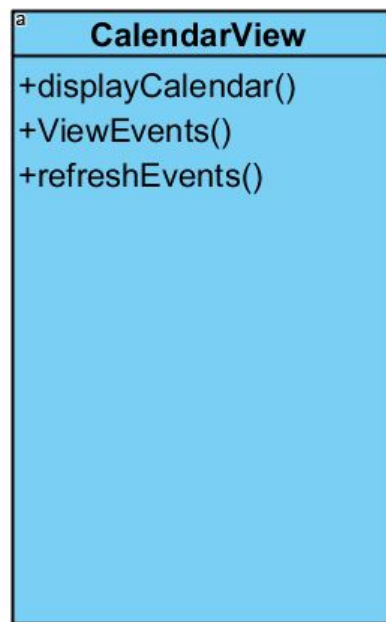 a
CalendarView
+displayCalendar()
+ViewEvents()
+refreshEvents()